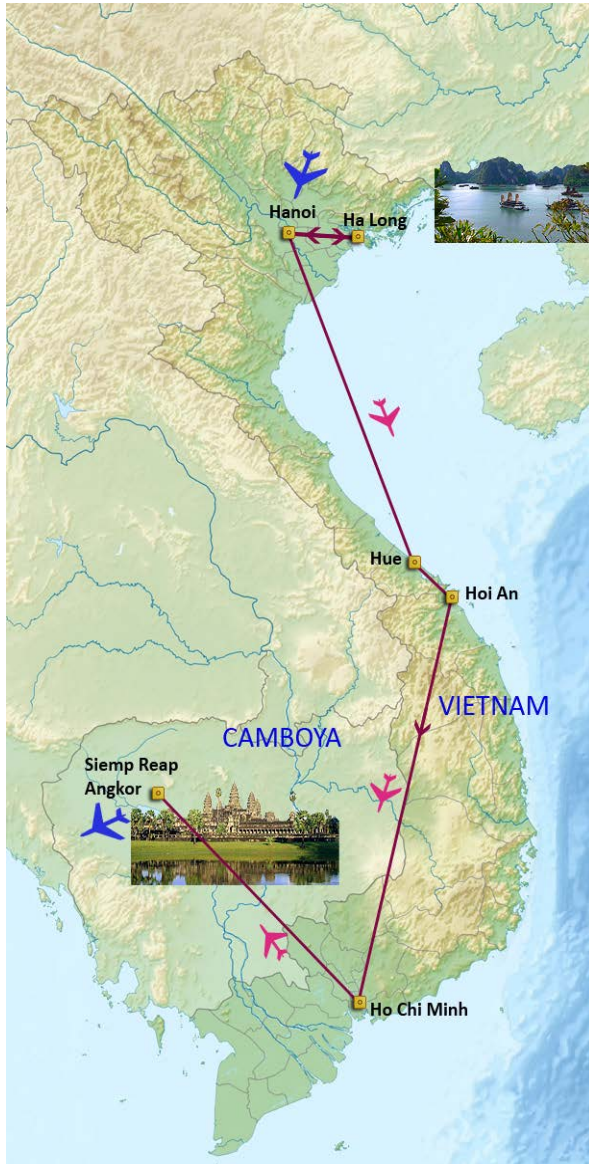 Hanoi
Ha Long
Hue
Hoi An
VIETNAM
CAMBOYA
Siemp Reap
Angkor
Ho Chi Minh